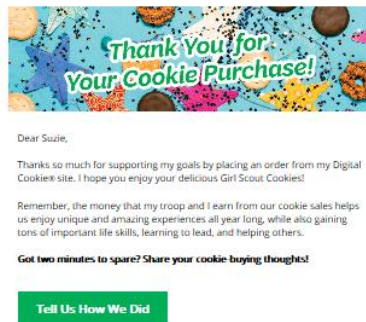 Thank You for
Your Cookie Purchase!
Dear Suzie,
Thanks so much for supporting my goals by placing an order from my Digital
Cookie® site. I hope you enjoy your delicious Girl Scout Cookies!
Remember, the money that my troop and I earn from our cookie sales helps
us enjoy unique and amazing experiences all year long, while also gaining
tons of important life skills, learning to lead, and helping others.
Got two minutes to spare? Share your cookie-buying thoughts!
Tell Us How We Did